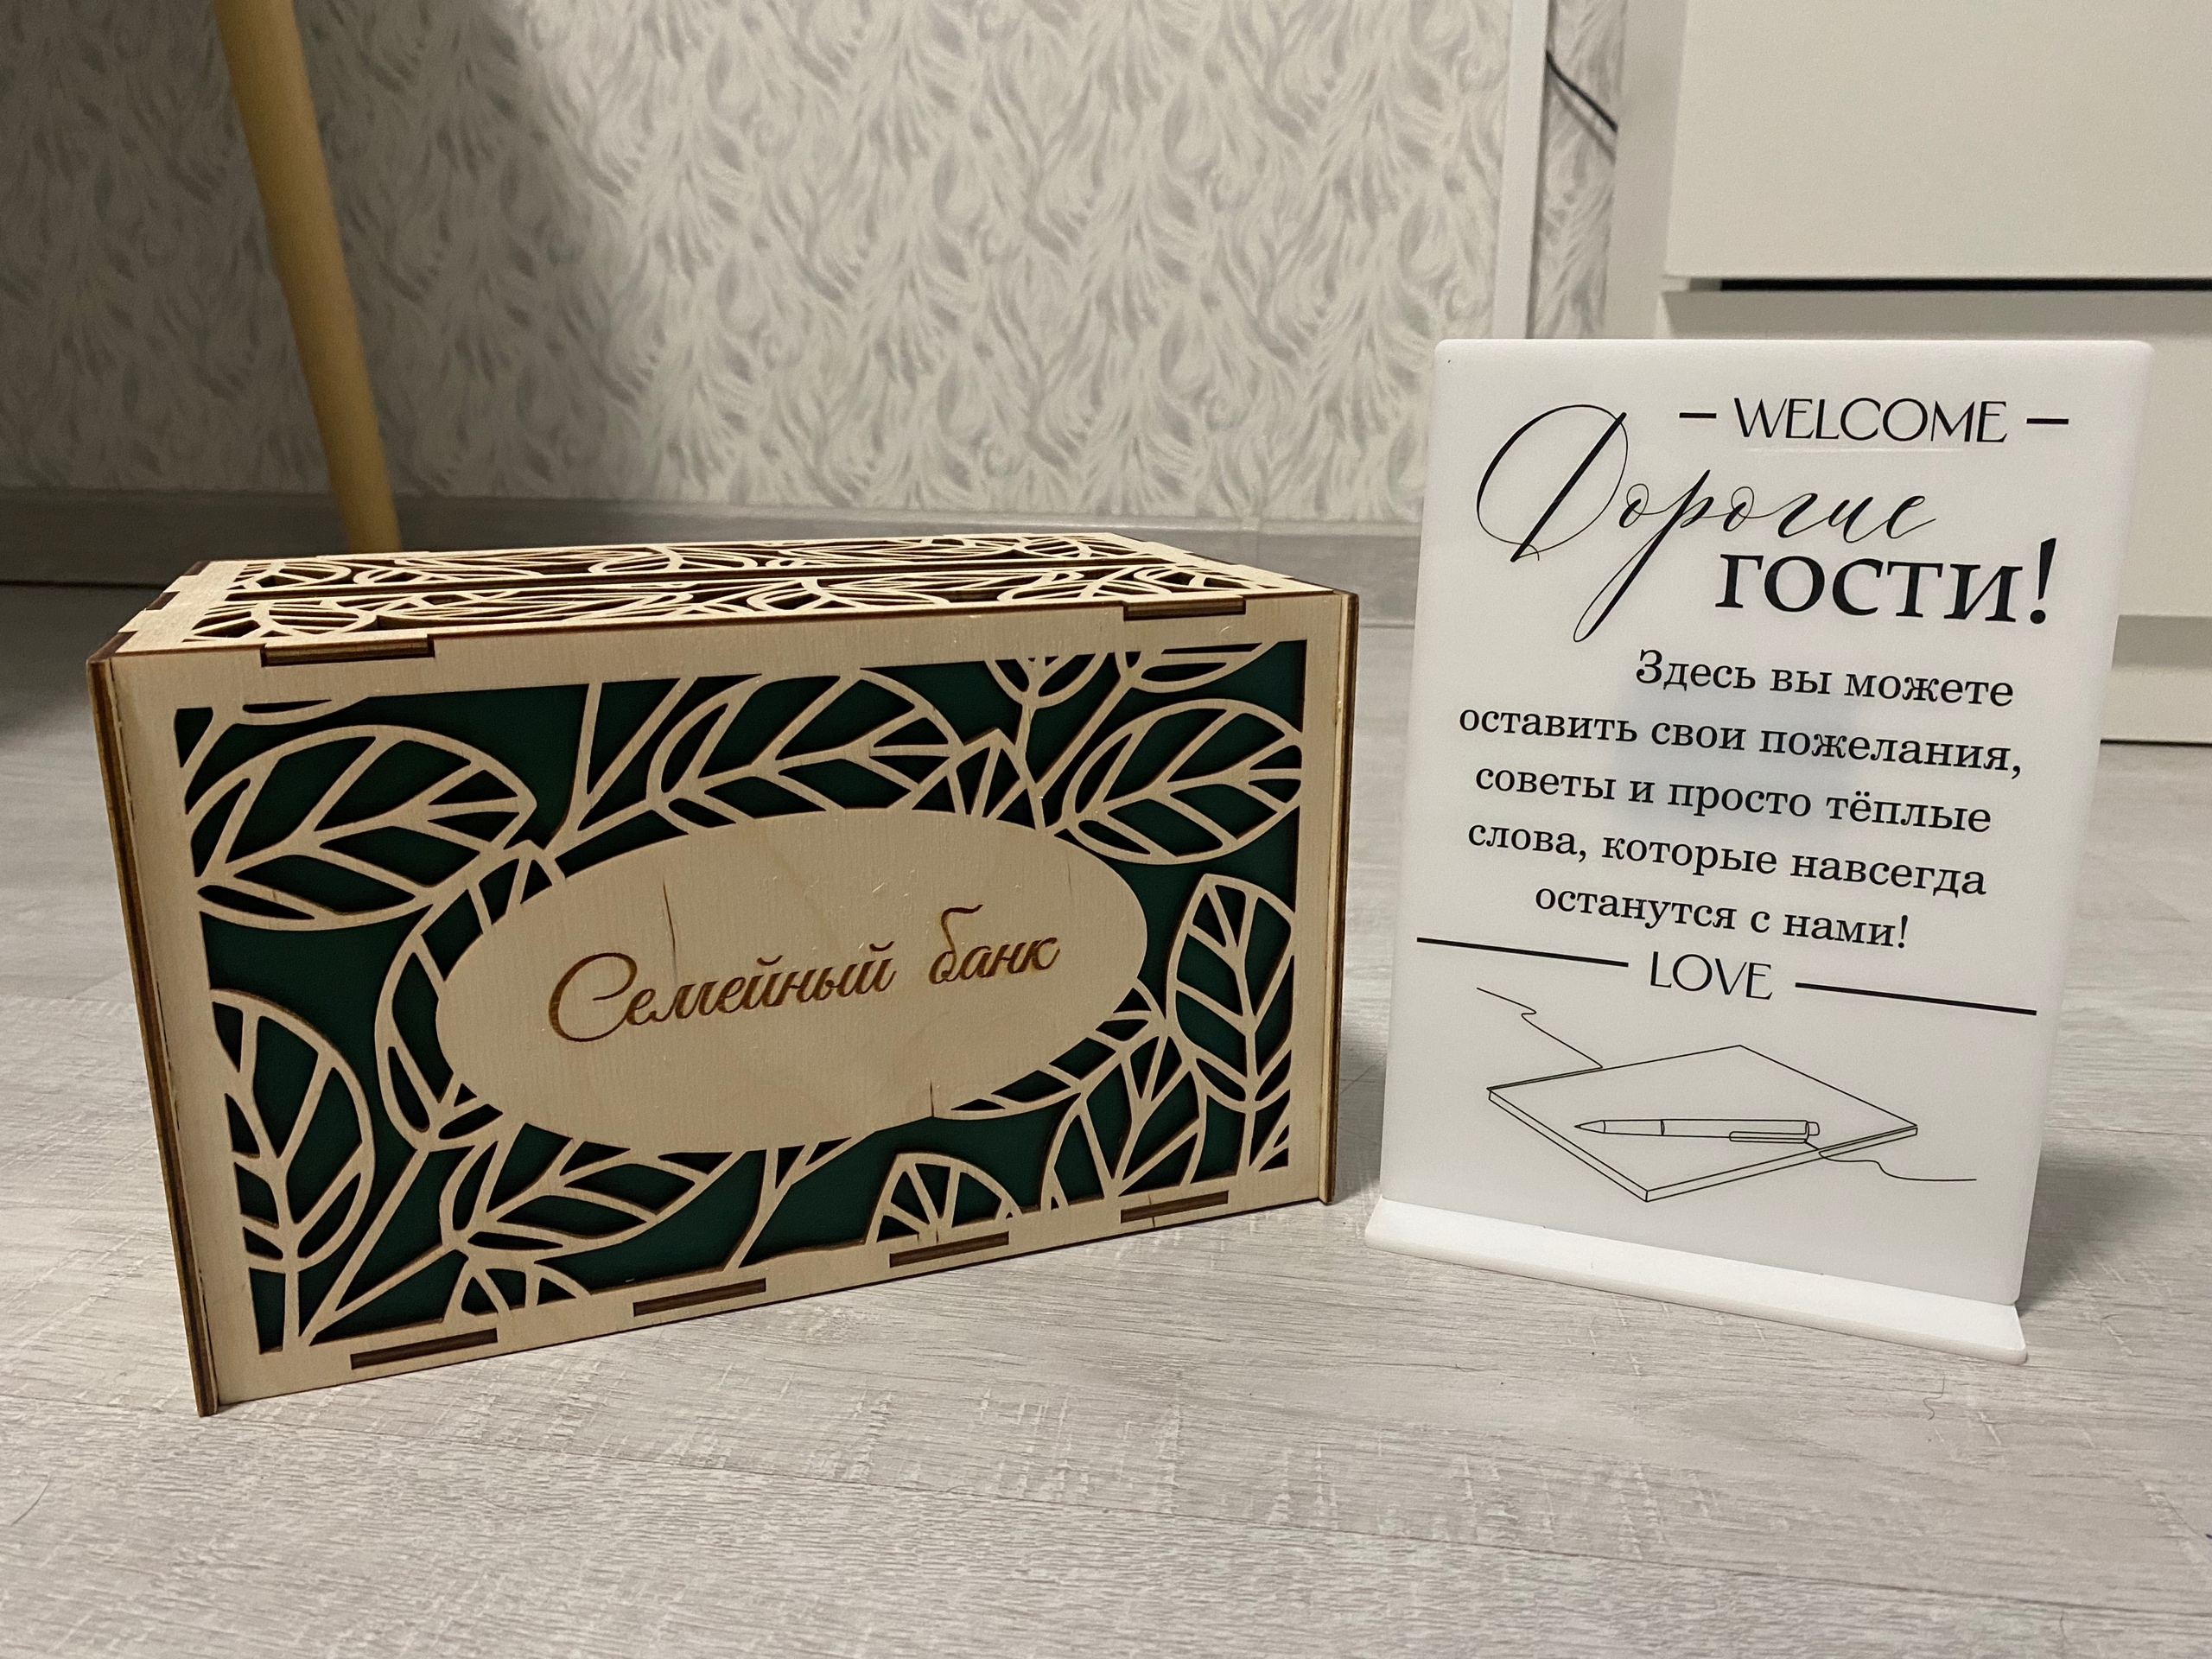 Семейный банк
WELCOME
Дорогие
гости!
Здесь вы можете
оставить свои пожелания,
советы и просто тёплые
слова, которые навсегда
останутся с нами!
LOVE